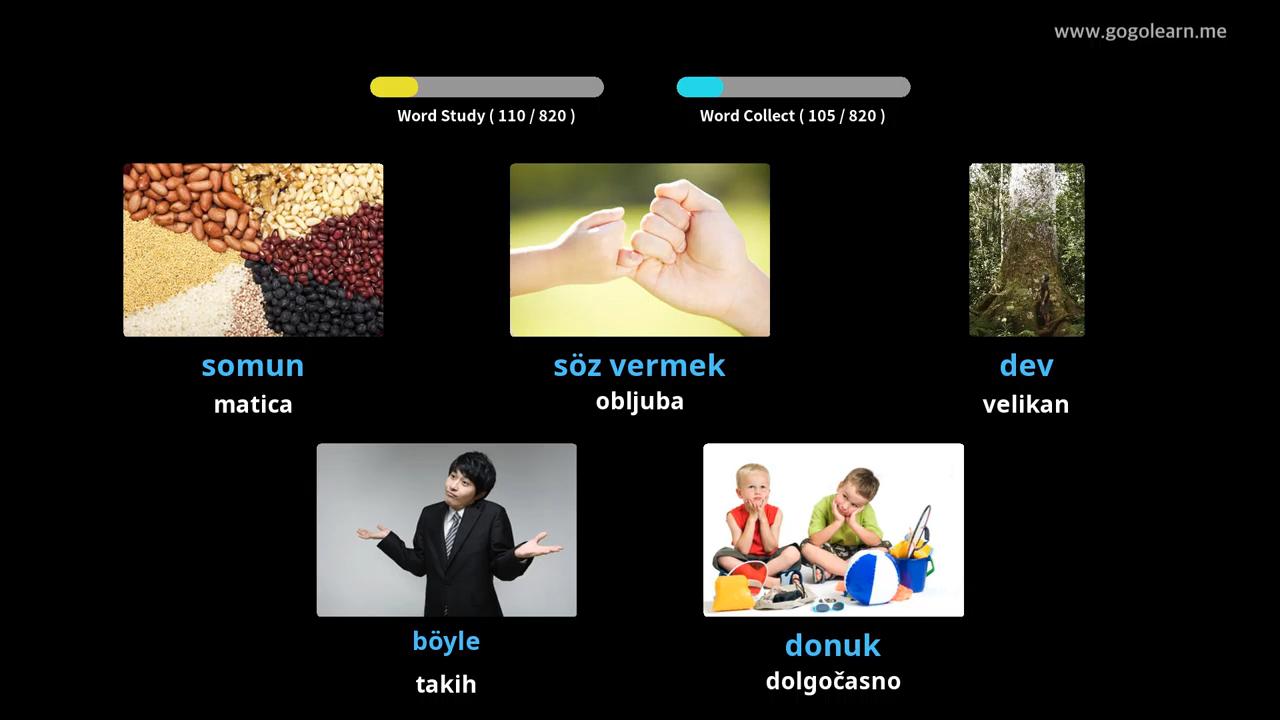 www.gogolearn.me
Word Study ( 110 / 820 )
Word Collect ( 105 / 820 )
somun
matica
söz vermek
obljuba
dev
velikan
böyle
takih
donuk
dolgočasno